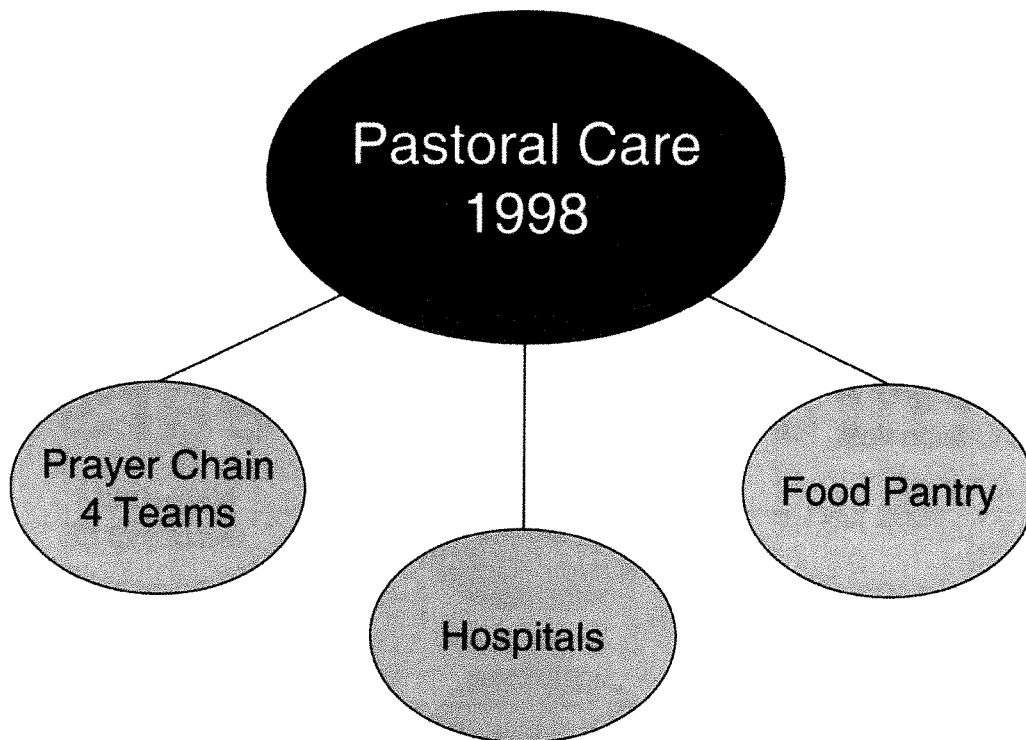 Pastoral Care
1998
Prayer Chain
4 Teams
Food Pantry
Hospitals